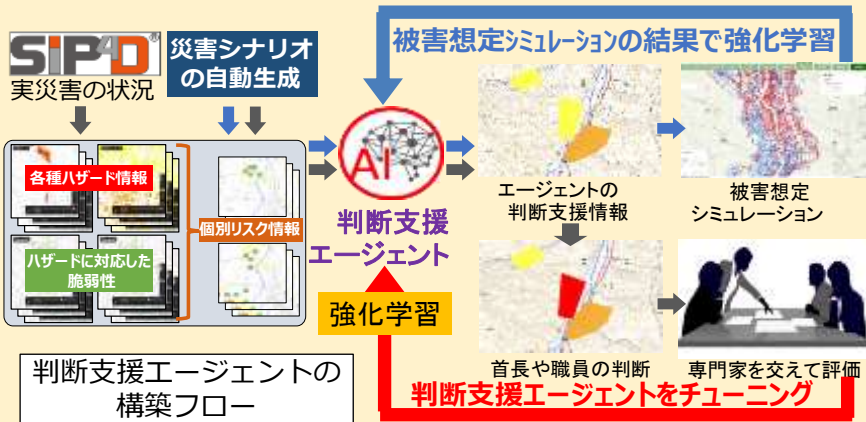 被害想定シミュレーションの結果で強化学習
SIP4D®
実災害の状況
災害シナリオ
の自動生成
各種ハザード情報
個別リスク情報
ハザードに対応した
脆弱性
AI
判断支援
エージェント
強化学習
エージェントの
判断支援情報
被害想定
シミュレーション
首長や職員の判断
専門家を交えて評価
判断支援エージェントをチューニング
判断支援エージェントの
構築フロー